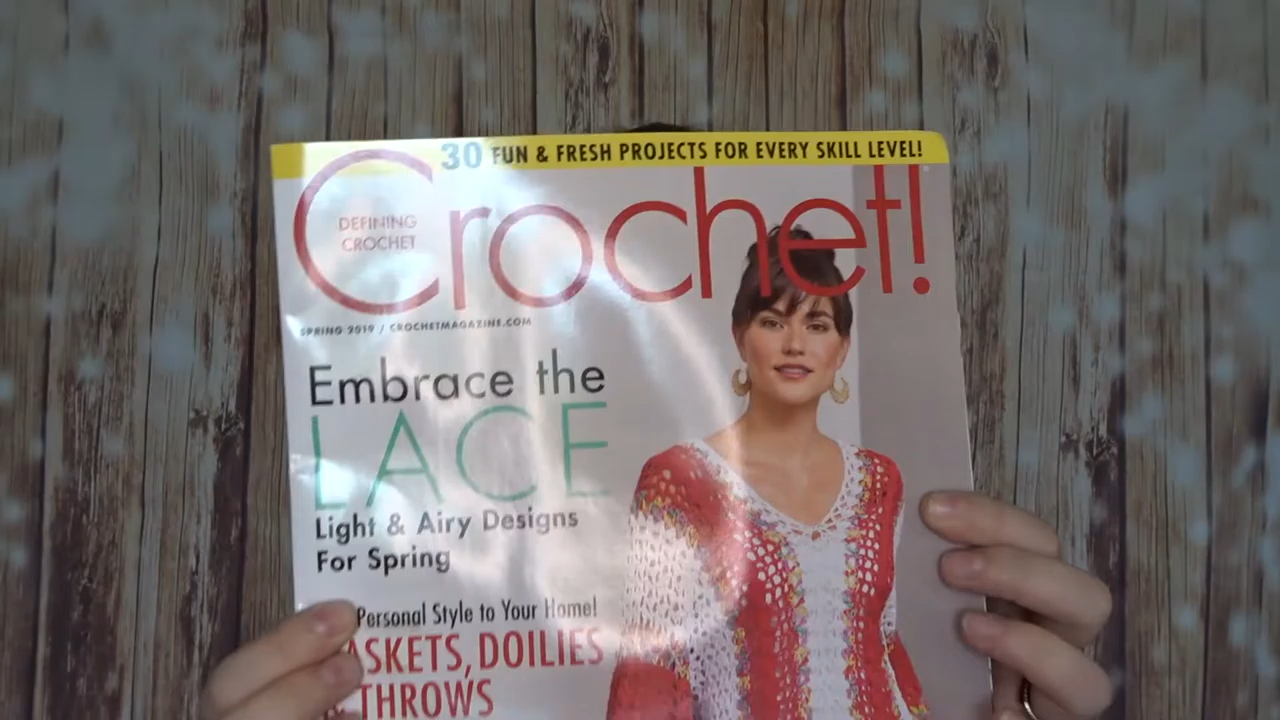 30 FUN & FRESH PROJECTS FOR EVERY SKILL LEVEL!
Crochet!
DEFINING
CROCHET
SPRING 2019 / CROCHETMAGAZINE.COM
Embrace the
LACE
Light & Airy Designs
For Spring
Personal Style to Your Home!
ASKETS, DOILIES
THROWS